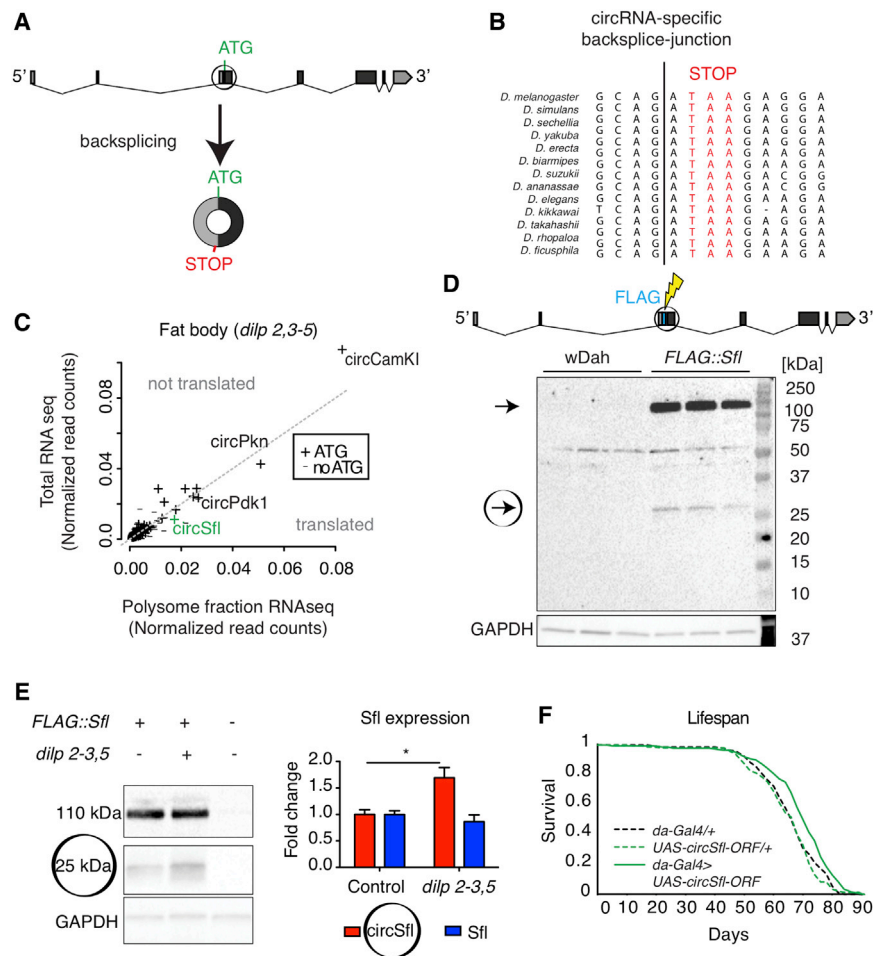 A
ATG
5'
3'
backsplicing
ATG
STOP
B
circRNA-specific
backsplice-junction
STOP
D. melanogaster G C A G A T A A G A G G A
D. simulans G C A G A T A A G
D. sechellia G C A G A T A A G
D. yakuba G C A G A T A A G
D. erecta G C A G A T A A G
D. biarmipes G C A G A T A A G
D. suzukii G C A G A T A A G
D. ananassae G C A G A T A A G
D. elegans G C A G A T A A G
D. kikkawai T C A G A T A A G - A G A
D. takahashii G C A G A T A A G
D. rhopaloa G C A G A T A A G
D. ficusphila G C A G A T A A G
C
Fat body (dilp 2,3-5)
Total RNA seq
(Normalized read counts)
0.08
0.04
0.0
not translated
circCamKI
circPkn
+ ATG
- noATG
circPdk1
circSfl
translated
0.00 0.02 0.04 0.06 0.08
Polysome fraction RNAseq
(Normalized read counts)
D
FLAG
5'
3'
wDah
FLAG::Sfl
[kDa]
250
100
75
50
37
25
20
15
10
GAPDH
37
E
FLAG::Sfl + + -
dilp 2-3,5 - + -
110 kDa
25 kDa
GAPDH
Sfl expression
Fold change
2.0
1.5
1.0
0.5
0.0
*
Control
dilp 2-3,5
circSfl
Sfl
F
Lifespan
Survival
1
0.8
0.6
0.4
0.2
0
da-Gal4/+
UAS-circSfl-ORF/+
da-Gal4>
UAS-circSfl-ORF
0 10 20 30 40 50 60 70 80 90
Days